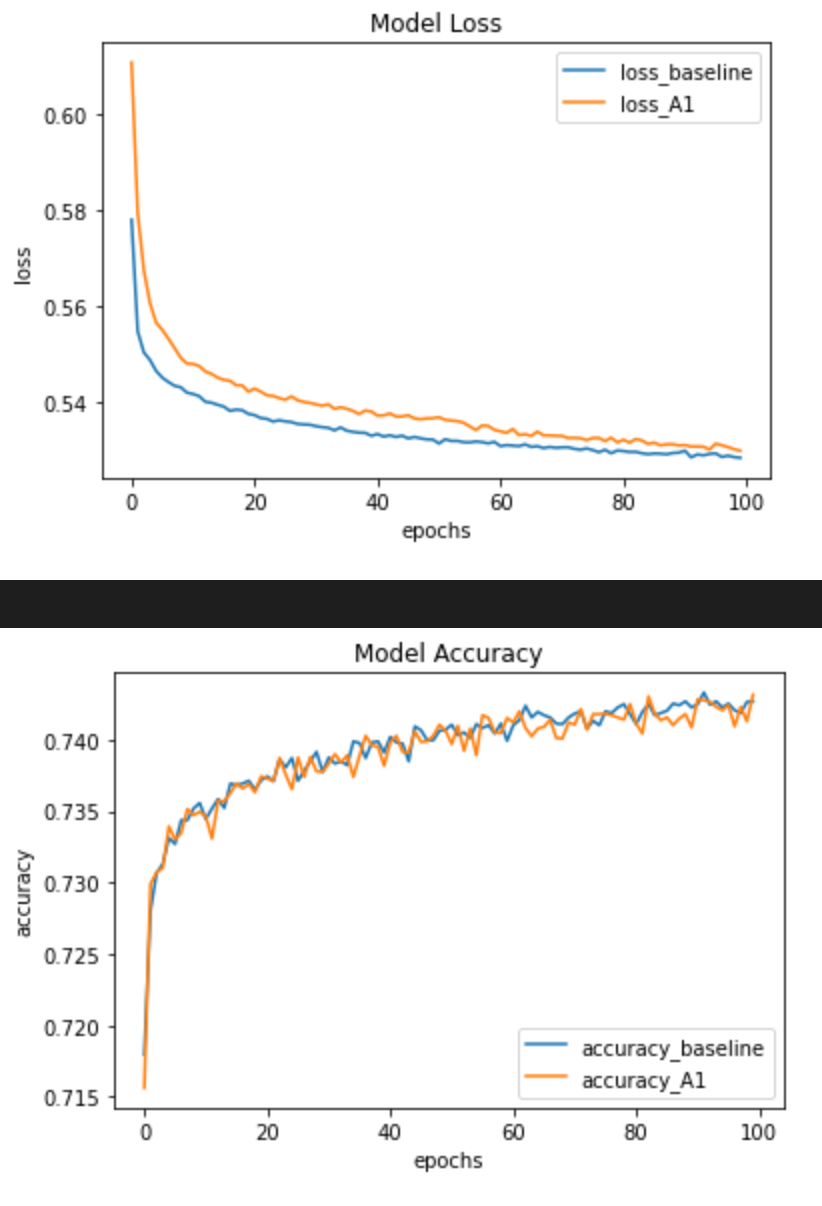 Model Loss
loss_baseline
loss_A1
0.60
0.58
0.56
0.54
loss
0 20 40 60 80 100
epochs
Model Accuracy
0.740
0.735
0.730
0.725
0.720
0.715
accuracy
accuracy_baseline
accuracy_A1
0 20 40 60 80 100
epochs